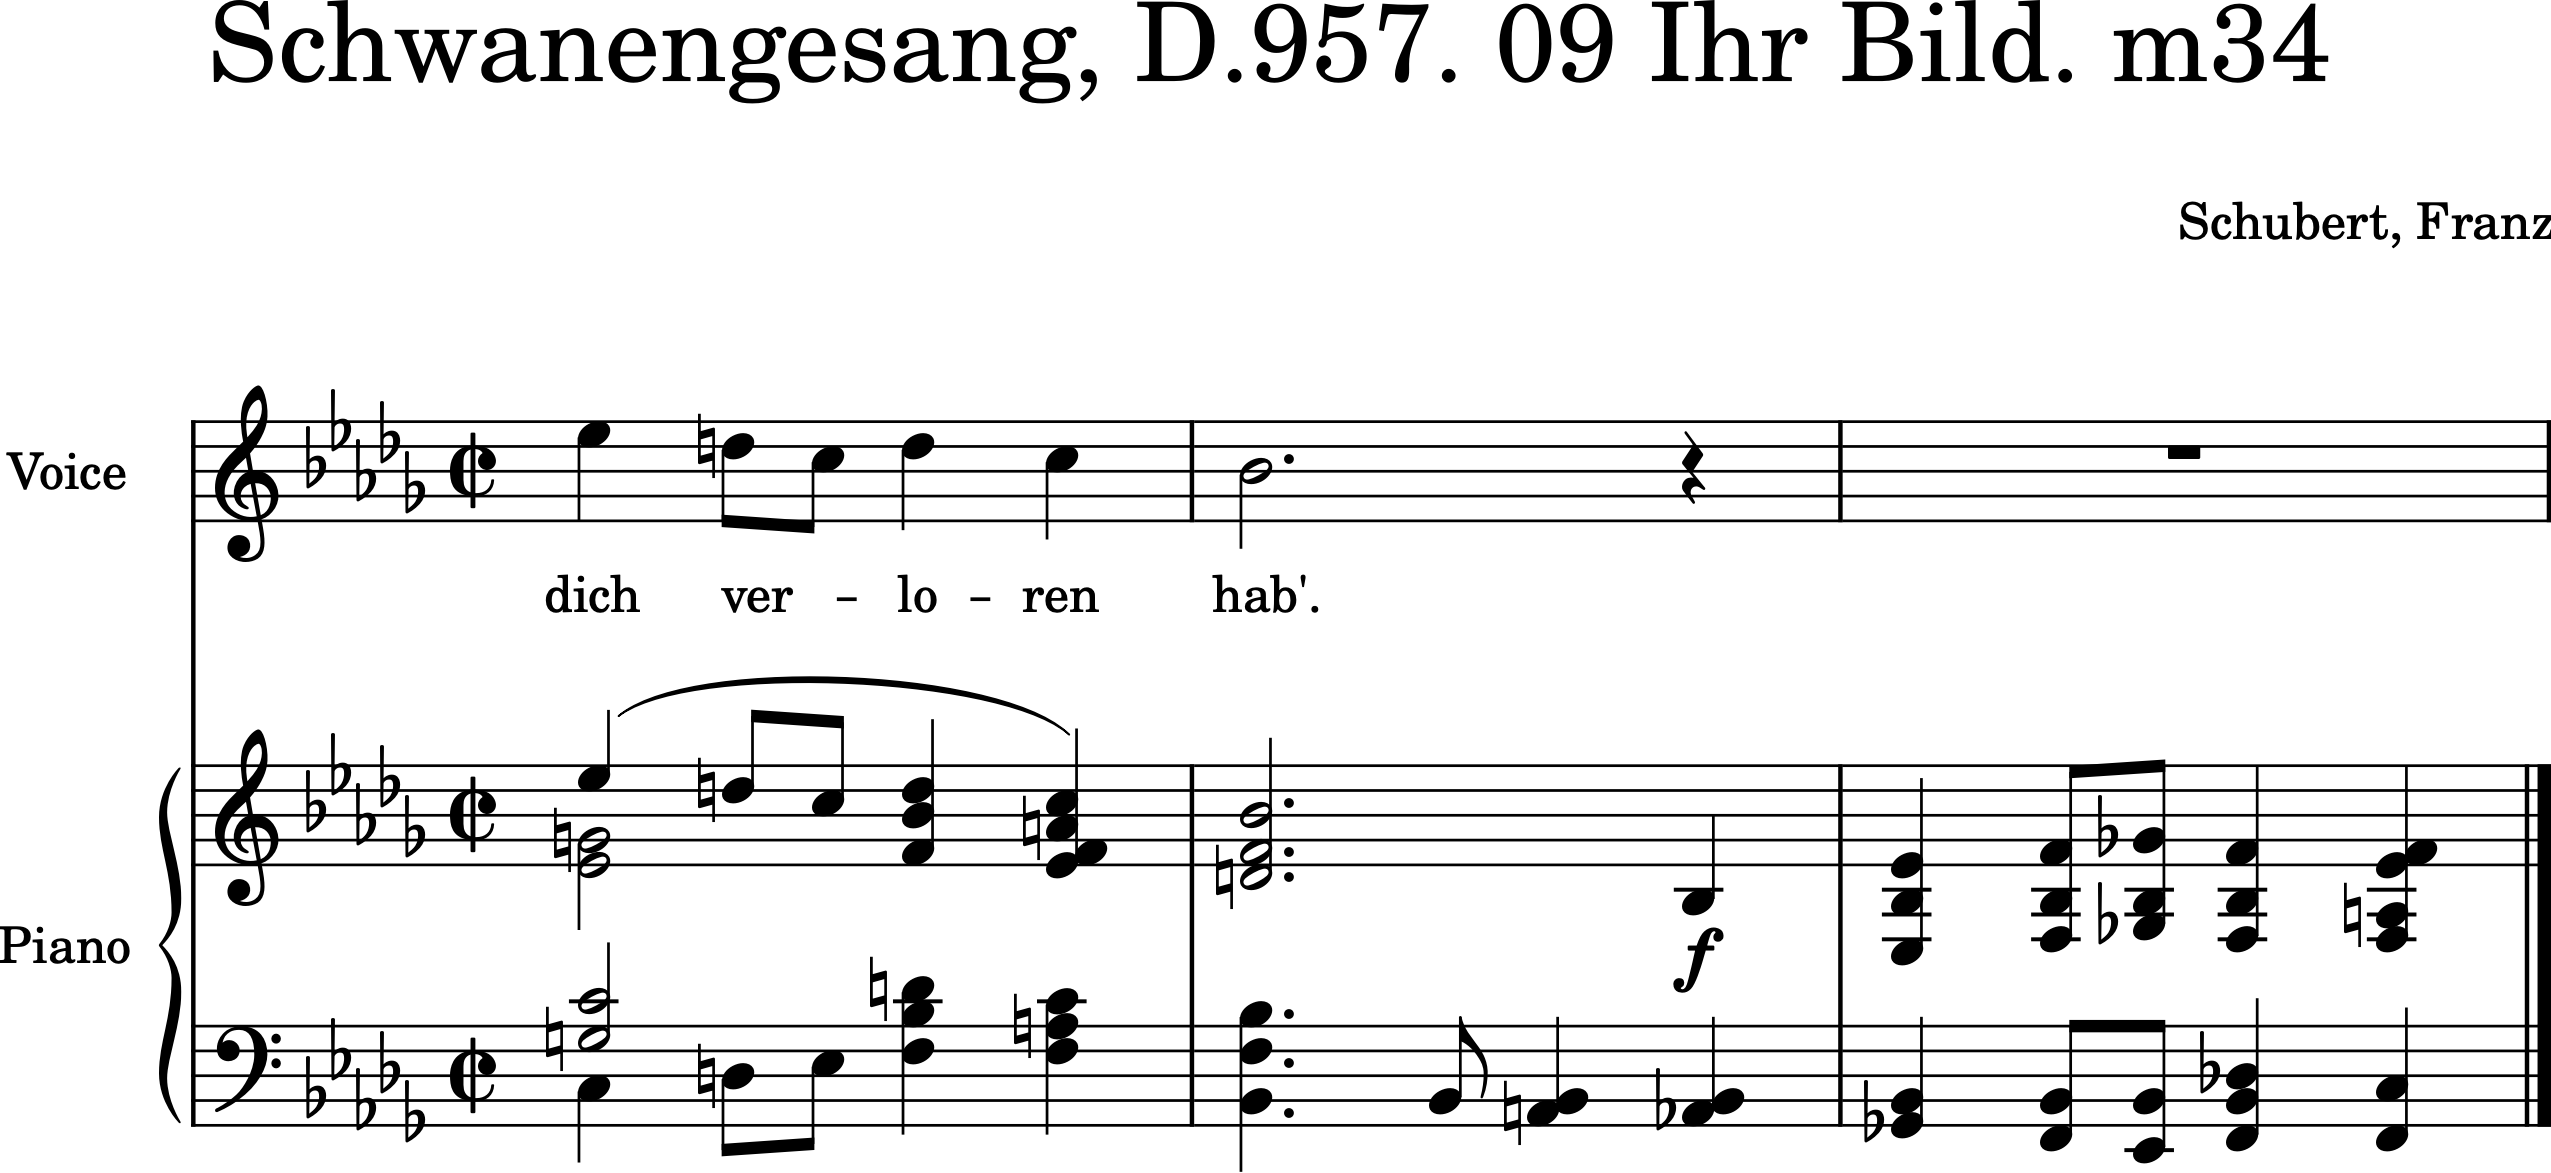 Schwanengesang, D.957. 09 Ihr Bild. m34
Schubert, Franz
Voice
dich ver - lo - ren hab'.
Piano
f